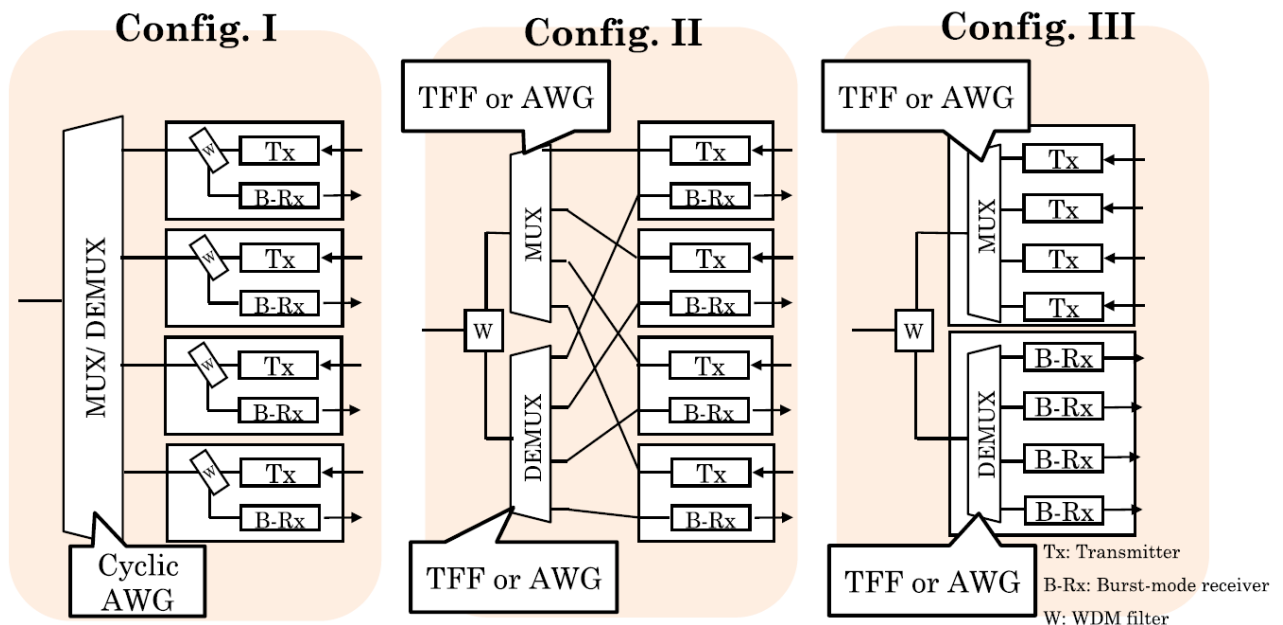 Config. I
MUX/ DEMUX
W
Tx
B-Rx
W
Tx
B-Rx
W
Tx
B-Rx
W
Tx
B-Rx
Cyclic
AWG
Config. II
TFF or AWG
W
MUX
DEMUX
Tx
B-Rx
Tx
B-Rx
Tx
B-Rx
Tx
B-Rx
TFF or AWG
Config. III
TFF or AWG
W
MUX
Tx
Tx
Tx
Tx
DEMUX
B-Rx
B-Rx
B-Rx
B-Rx
TFF or AWG
Tx: Transmitter
B-Rx: Burst-mode receiver
W: WDM filter